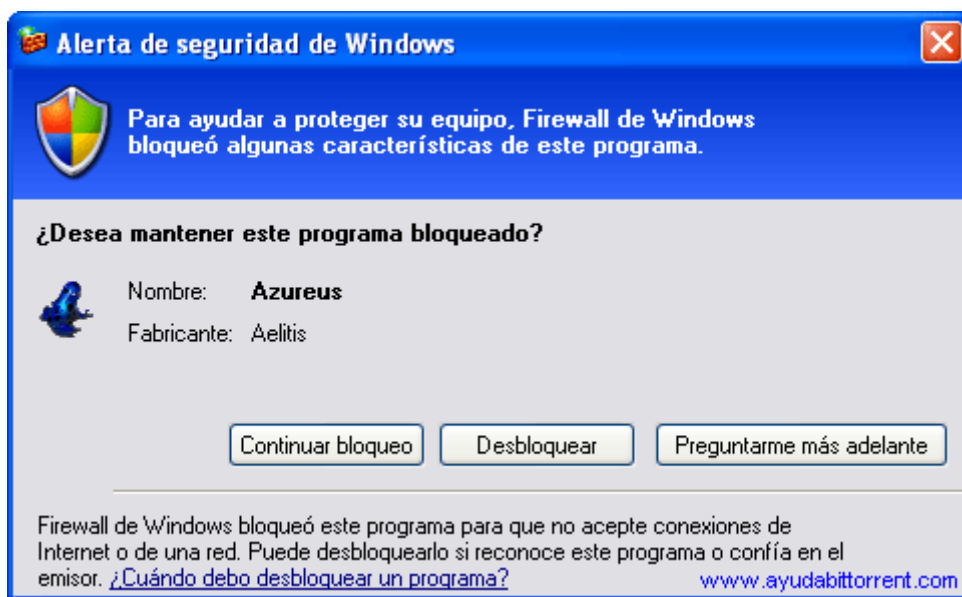 Alerta de seguridad de Windows
Para ayudar a proteger su equipo, Firewall de Windows
bloqueó algunas características de este programa.
¿Desea mantener este programa bloqueado?
Nombre: Azureus
Fabricante: Aelitis
Continuar bloqueo Desbloquear Preguntarme más adelante
Firewall de Windows bloqueó este programa para que no acepte conexiones de
Internet o de una red. Puede desbloquearlo si reconoce este programa o confía en el
emisor. ¿Cuándo debo desbloquear un programa? www.ayudabittorrent.com